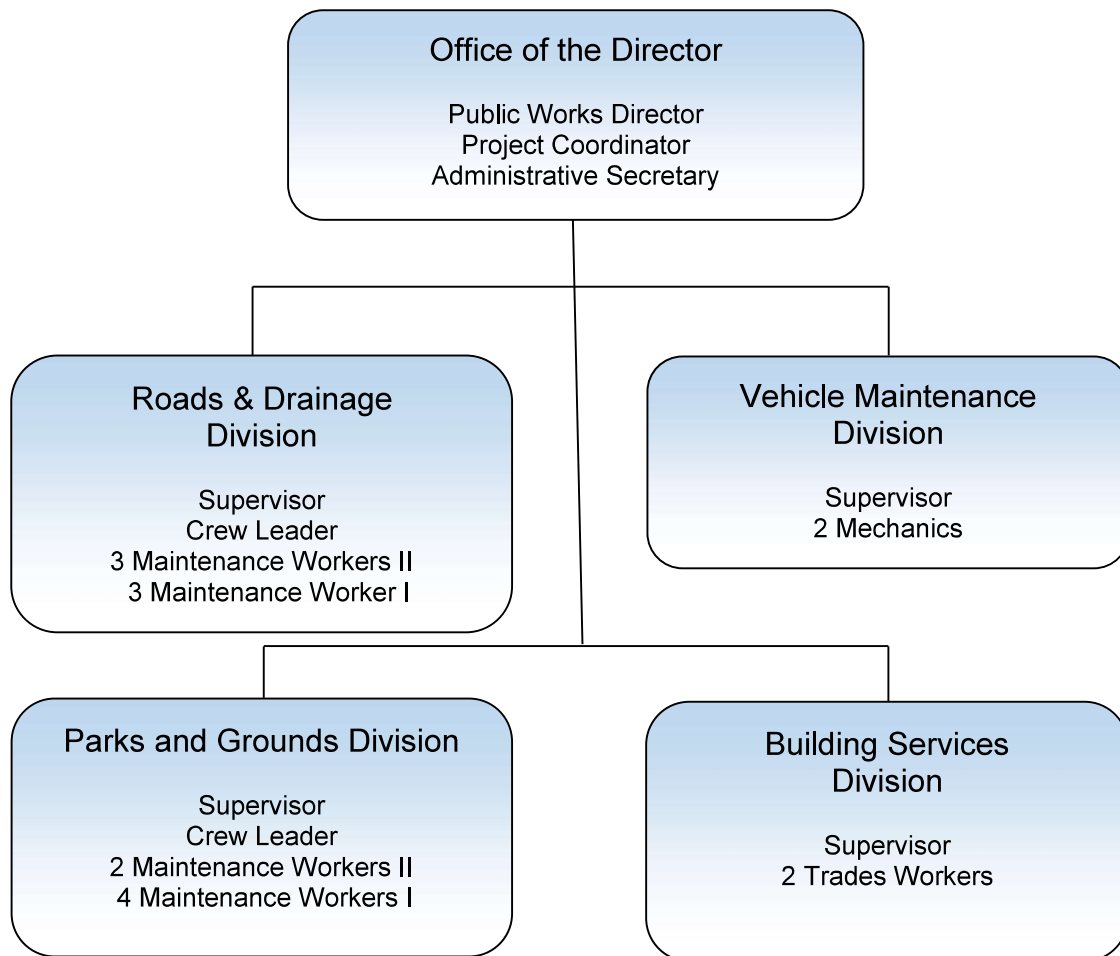 Office of the Director
Public Works Director
Project Coordinator
Administrative Secretary
Roads & Drainage
Division
Supervisor
Crew Leader
3 Maintenance Workers II
3 Maintenance Worker I
Vehicle Maintenance
Division
Supervisor
2 Mechanics
Parks and Grounds Division
Supervisor
Crew Leader
2 Maintenance Workers II
4 Maintenance Workers I
Building Services
Division
Supervisor
2 Trades Workers